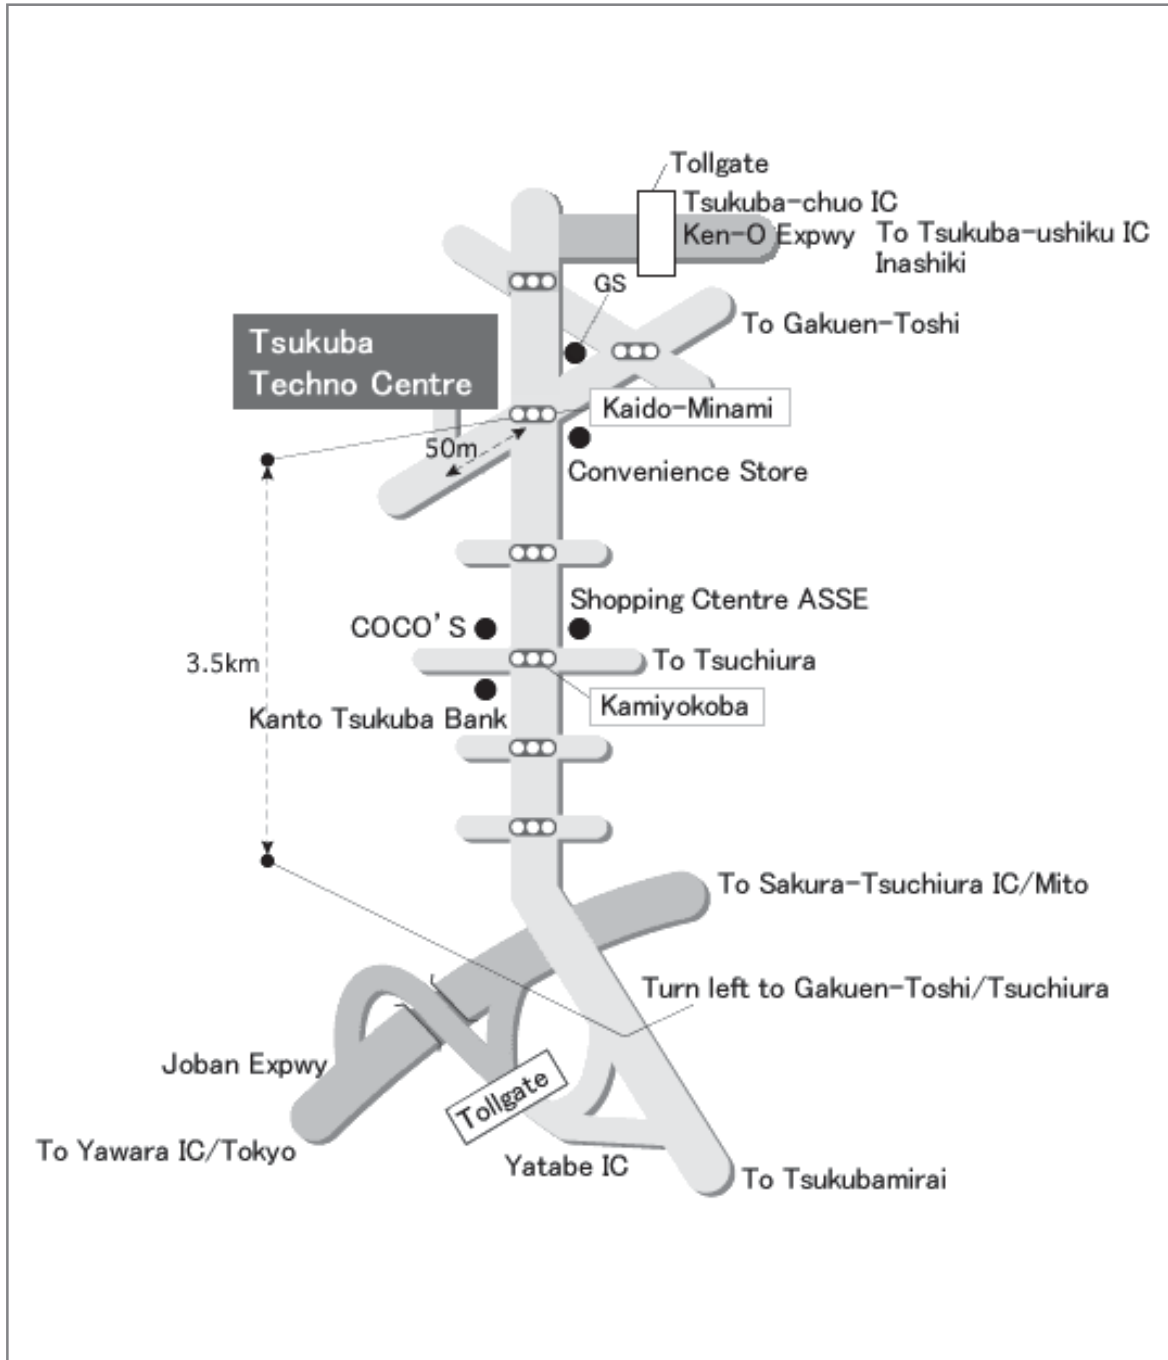 Tollgate
Tsukuba-chuo IC
Ken-O Expwy
To Tsukuba-ushiku IC
Inashiki
GS
To Gakuen-Toshi
Tsukuba
Techno Centre
Kaido-Minami
50m
Convenience Store
Shopping Ctentre ASSE
COCO'S
3.5km
To Tsuchiura
Kamiyokoba
Kanto Tsukuba Bank
To Sakura-Tsuchiura IC/Mito
Turn left to Gakuen-Toshi/Tsuchiura
Joban Expwy
Tollgate
To Yawara IC/Tokyo
Yatabe IC
To Tsukubamirai